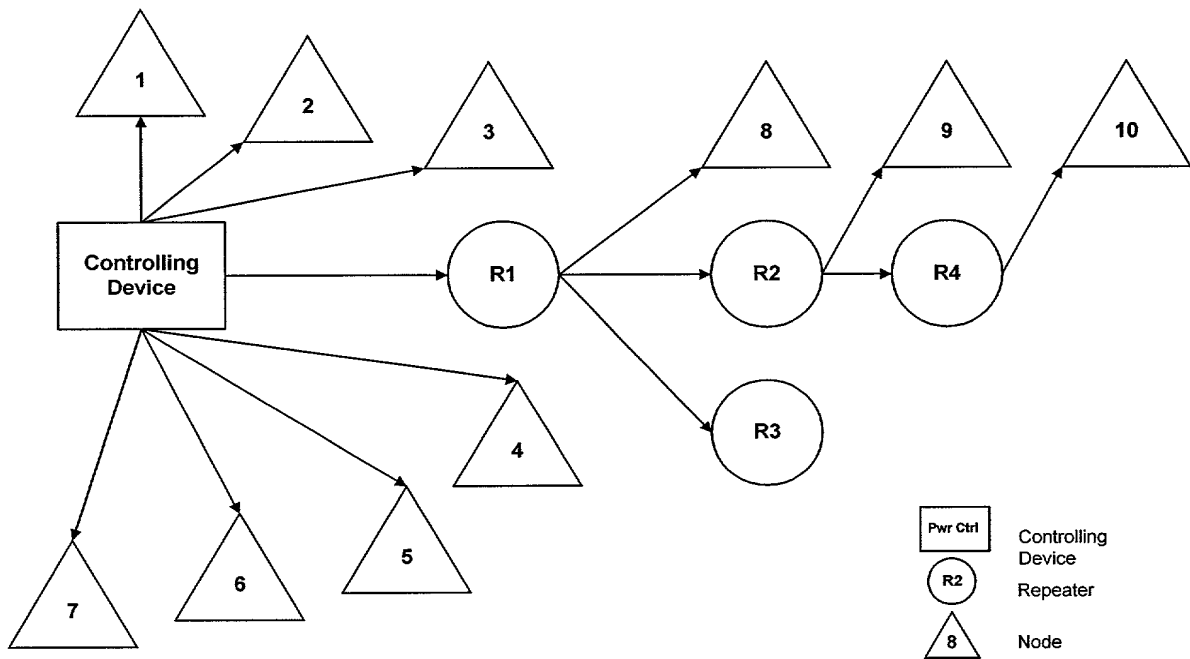 1
2
3
8
9
10
Controlling
Device
R1
R2
R4
R3
4
5
6
7
Pwr Ctrl
Controlling
Device
R2
Repeater
8
Node